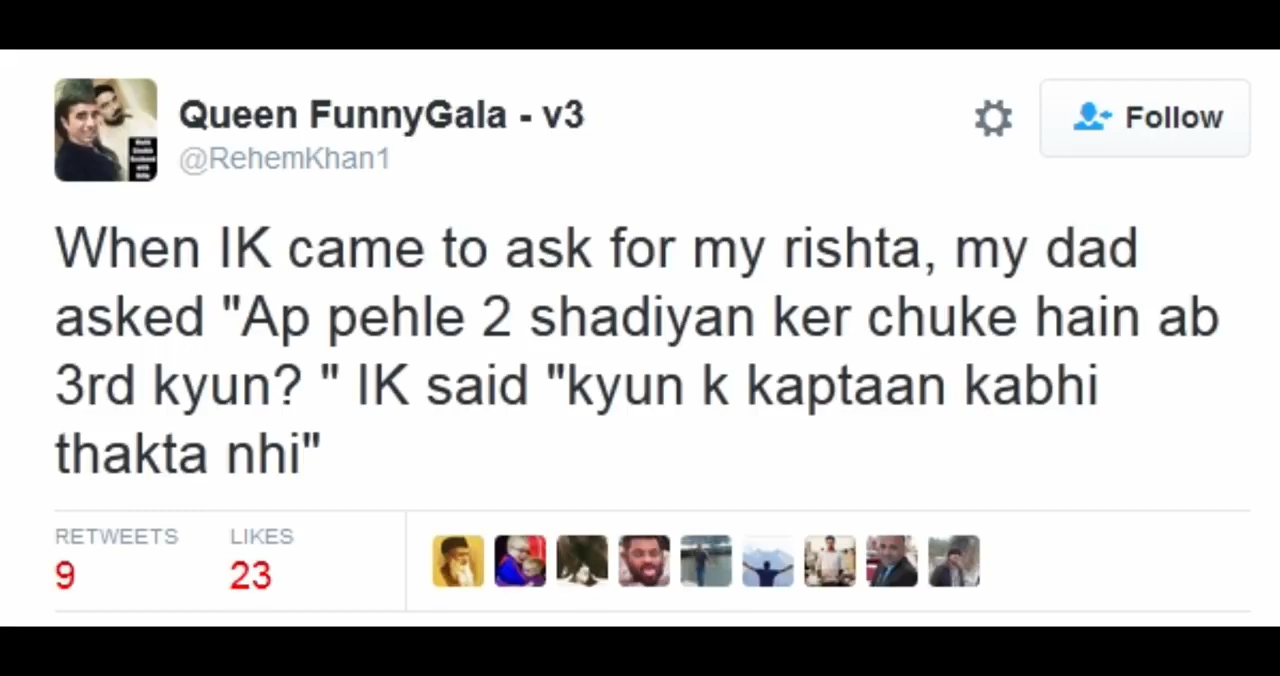 Queen FunnyGala - v3
@RehemKhan1
Follow
When IK came to ask for my rishta, my dad
asked "Ap pehle 2 shadiyan ker chuke hain ab
3rd kyun? " IK said "kyun k kaptaan kabhi
thakta nhi"
RETWEETS LIKES
9 23